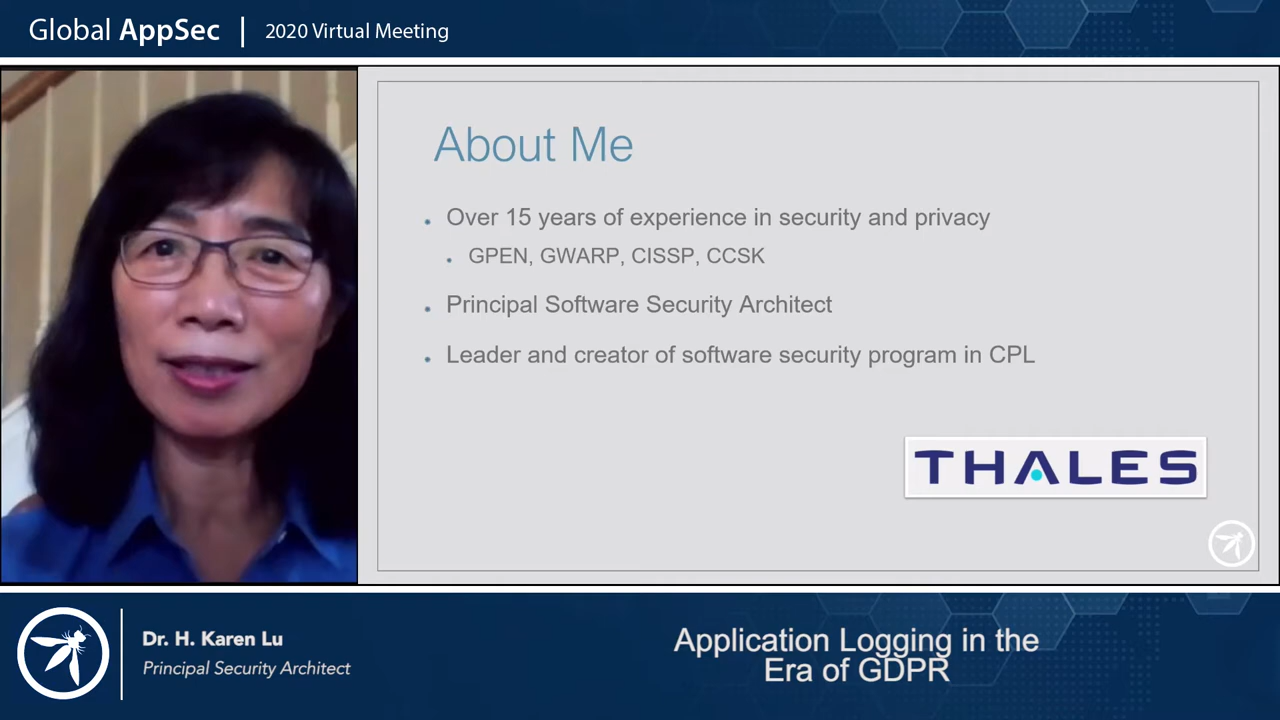 Global AppSec | 2020 Virtual Meeting
About Me
Over 15 years of experience in security and privacy
GPEN, GWARP, CISSP, CCSK
Principal Software Security Architect
Leader and creator of software security program in CPL
THALES
Dr. H. Karen Lu
Principal Security Architect
Application Logging in the
Era of GDPR